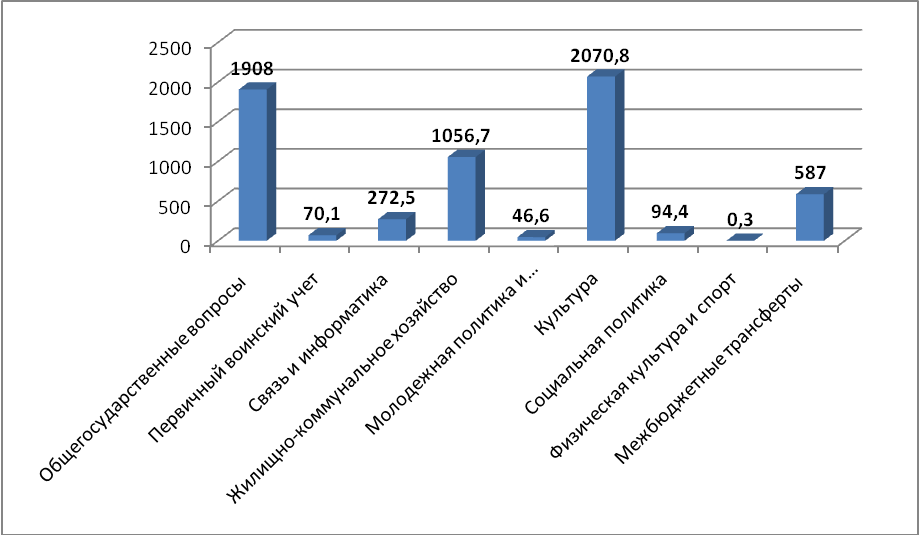 2500
2000
1500
1000
500
0
1908
70,1
272,5
1056,7
46,6
2070,8
94,4
0,3
587
Общегосударственные вопросы
Первичный воинский учет
Связь и информатика
Жилищно-коммунальное хозяйство
Молодежная политика и...
Культура
Социальная политика
Физическая культура и спорт
Межбюджетные трансферты